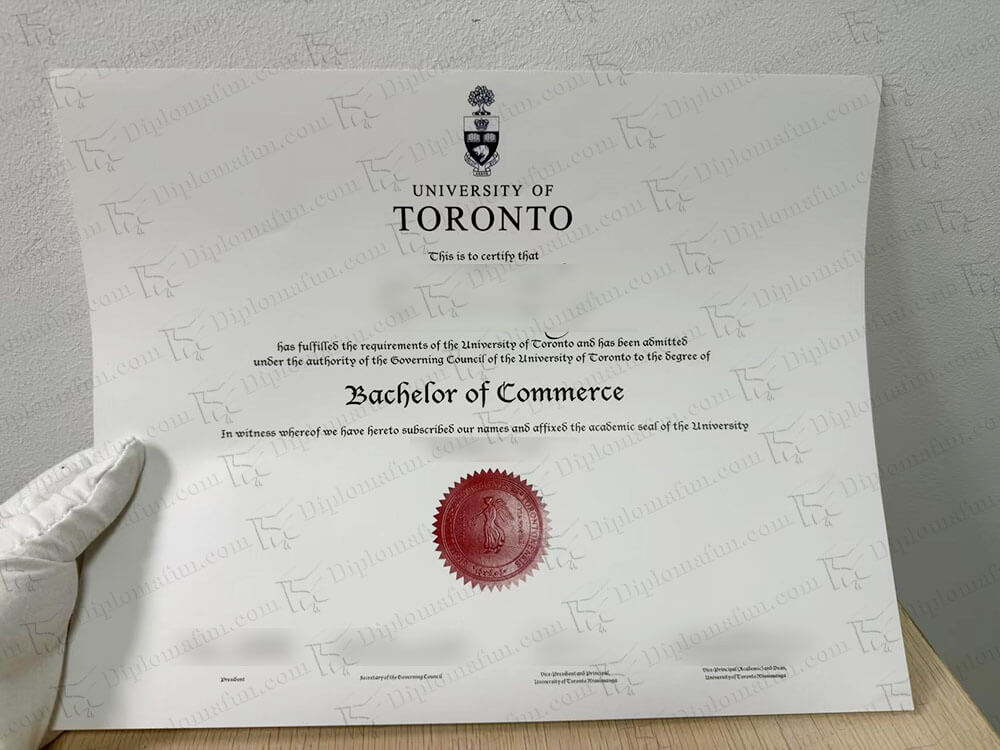 UNIVERSITY OF
TORONTO
This is to certify that
has fulfilled the requirements of the University of Toronto and has been admitted
under the authority of the Governing Council of the University of Toronto to the degree of
Bachelor of Commerce
In witness whereof we have hereto subscribed our names and affixed the academic seal of the University
President
Secretary of the Governing Council
Vice-President and Principal,
University of Toronto Mississauga
Vice-Principal (Academic) and Dean,
University of Toronto Mississauga
Diplomafun.com